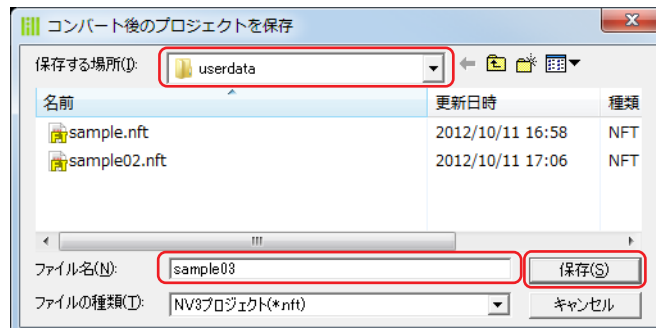 コンバート後のプロジェクトを保存
保存する場所(I): userdata
名前 更新日時 種類
sample.nft 2012/10/11 16:58 NFT
sample02.nft 2012/10/11 17:06 NFT
ファイル名(N): sample03 保存(S)
ファイルの種類(T): NV3プロジェクト(*.nft) キャンセル